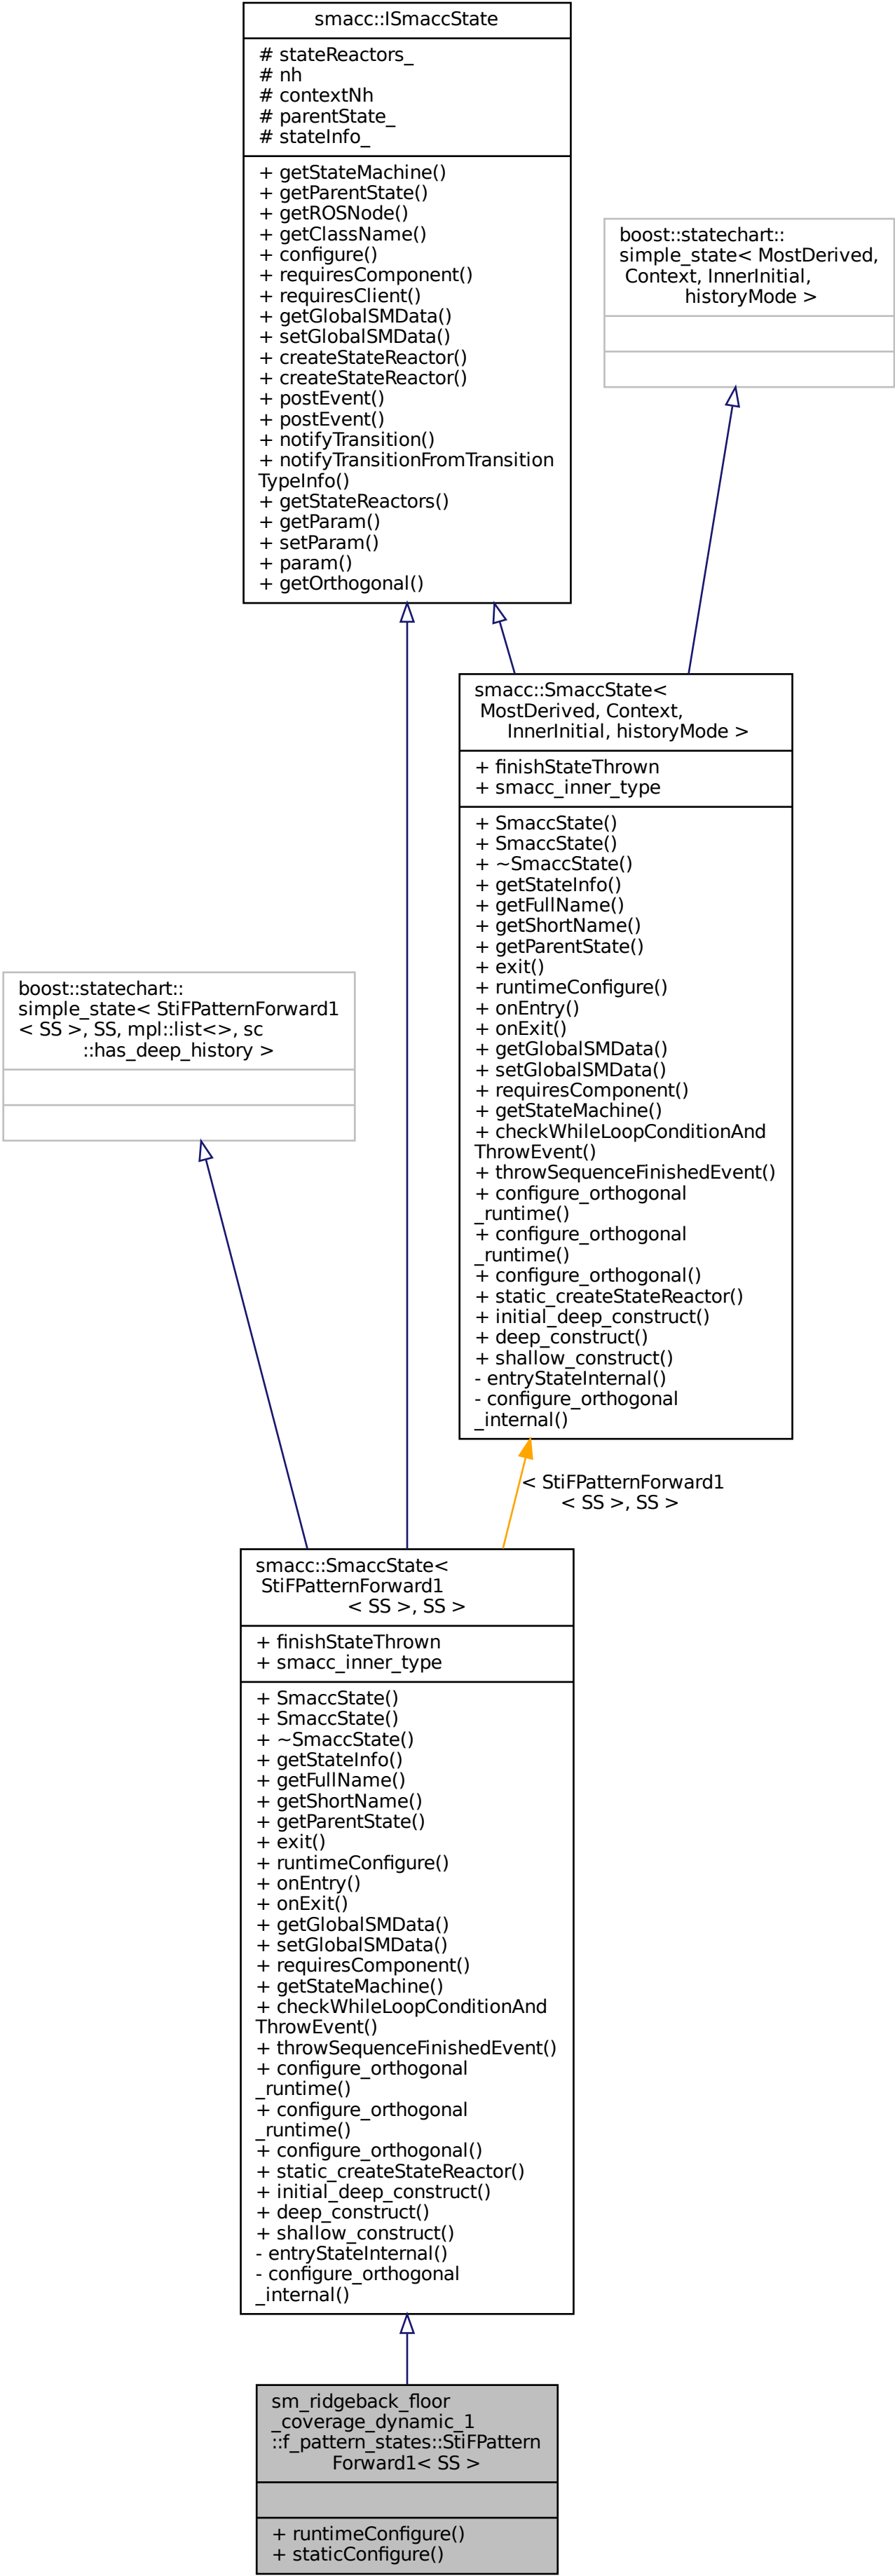 smacc::ISmaccState
# stateReactors_
# nh
# contextNh
# parentState_
# stateInfo_
+ getStateMachine()
+ getParentState()
+ getROSNode()
+ getClassName()
+ configure()
+ requiresComponent()
+ requiresClient()
+ getGlobalSMData()
+ setGlobalSMData()
+ createStateReactor()
+ createStateReactor()
+ postEvent()
+ postEvent()
+ notifyTransition()
+ notifyTransitionFromTransition
TypeInfo()
+ getStateReactors()
+ getParam()
+ setParam()
+ param()
+ getOrthogonal()
boost::statechart::
simple_state< MostDerived,
Context, InnerInitial,
historyMode >
smacc::SmaccState<
MostDerived, Context,
InnerInitial, historyMode >
+ finishStateThrown
+ smacc_inner_type
+ SmaccState()
+ SmaccState()
+ ~SmaccState()
+ getStateInfo()
+ getFullName()
+ getShortName()
+ getParentState()
+ exit()
+ runtimeConfigure()
+ onEntry()
+ onExit()
+ getGlobalSMData()
+ setGlobalSMData()
+ requiresComponent()
+ getStateMachine()
+ checkWhileLoopConditionAnd
ThrowEvent()
+ throwSequenceFinishedEvent()
+ configure_orthogonal
_runtime()
+ configure_orthogonal
_runtime()
+ configure_orthogonal()
+ static_createStateReactor()
+ initial_deep_construct()
+ deep_construct()
+ shallow_construct()
- entryStateInternal()
- configure_orthogonal
_internal()
boost::statechart::
simple_state< StiFPatternForward1
< SS >, SS, mpl::list<>, sc
::has_deep_history >
< StiFPatternForward1
< SS >, SS >
smacc::SmaccState<
StiFPatternForward1
< SS >, SS >
+ finishStateThrown
+ smacc_inner_type
+ SmaccState()
+ SmaccState()
+ ~SmaccState()
+ getStateInfo()
+ getFullName()
+ getShortName()
+ getParentState()
+ exit()
+ runtimeConfigure()
+ onEntry()
+ onExit()
+ getGlobalSMData()
+ setGlobalSMData()
+ requiresComponent()
+ getStateMachine()
+ checkWhileLoopConditionAnd
ThrowEvent()
+ throwSequenceFinishedEvent()
+ configure_orthogonal
_runtime()
+ configure_orthogonal
_runtime()
+ configure_orthogonal()
+ static_createStateReactor()
+ initial_deep_construct()
+ deep_construct()
+ shallow_construct()
- entryStateInternal()
- configure_orthogonal
_internal()
sm_ridgeback_floor
_coverage_dynamic_1
::f_pattern_states::StiFPattern
Forward1< SS >
+ runtimeConfigure()
+ staticConfigure()